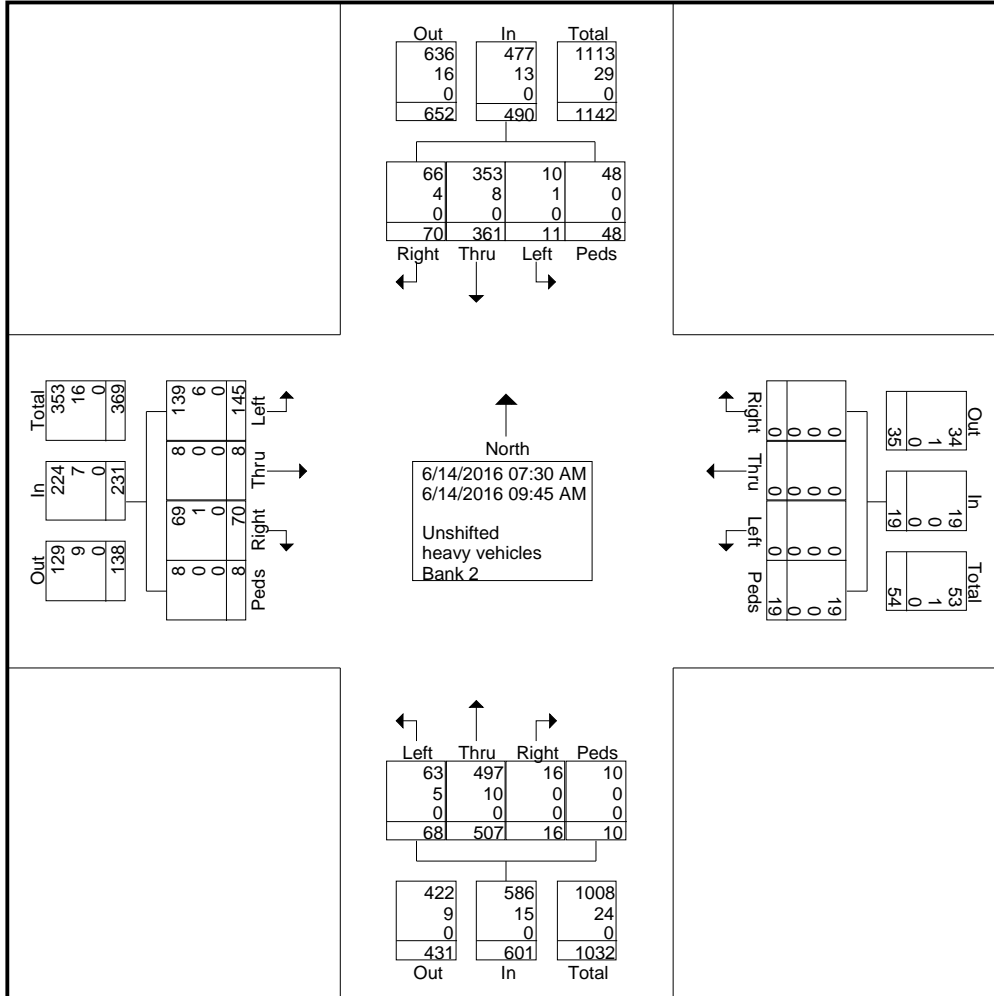 Out In Total
636 477 1113
16 13 29
0 0 0
652 490 1142
66 353 10 48
4 8 1 0
0 0 0 0
70 361 11 48
Right Thru Left Peds
Total
353
16
0
369
In
224
7
0
231
Out
129
9
0
138
139
6
0
145
Left
8
0
0
8
Thru
69
1
0
70
Right
8
0
0
8
Peds
North
6/14/2016 07:30 AM
6/14/2016 09:45 AM
Unshifted
heavy vehicles
Bank 2
Right
0
0
0
0
Thru
0
0
0
0
Left
0
0
0
0
Peds
19
0
0
19
Out
34
1
0
35
In
19
0
0
19
Total
53
1
0
54
Left Thru Right Peds
63 497 16 10
5 10 0 0
0 0 0 0
68 507 16 10
422 586 1008
9 15 24
0 0 0
431 601 1032
Out In Total